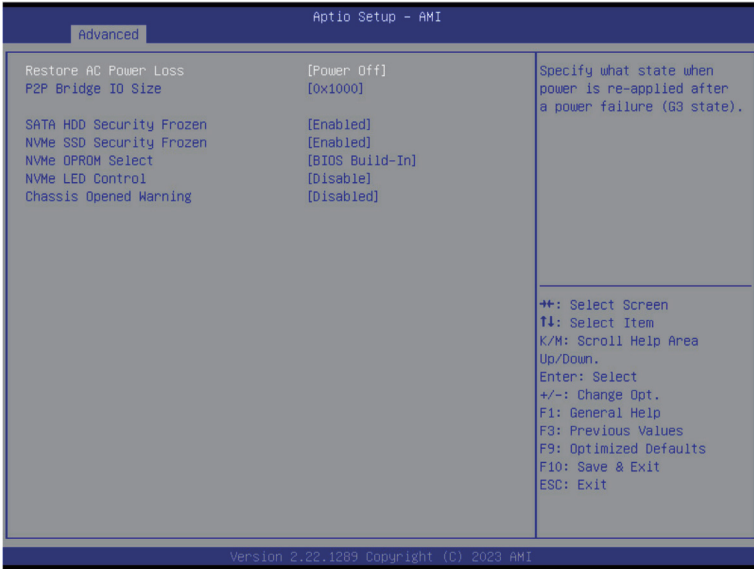 Aptio Setup – AMI
Advanced
Restore AC Power Loss [Power Off]
P2P Bridge IO Size [0x1000]
SATA HDD Security Frozen [Enabled]
NVMe SSD Security Frozen [Enabled]
NVMe OPROM Select [BIOS Build-In]
NVMe LED Control [Disable]
Chassis Opened Warning [Disabled]
Specify what state when
power is re-applied after
a power failure (G3 state).
→←: Select Screen
↑↓: Select Item
K/M: Scroll Help Area
Up/Down.
Enter: Select
+/-: Change Opt.
F1: General Help
F3: Previous Values
F9: Optimized Defaults
F10: Save & Exit
ESC: Exit
Version 2.22.1289 Copyright (C) 2023 AMI